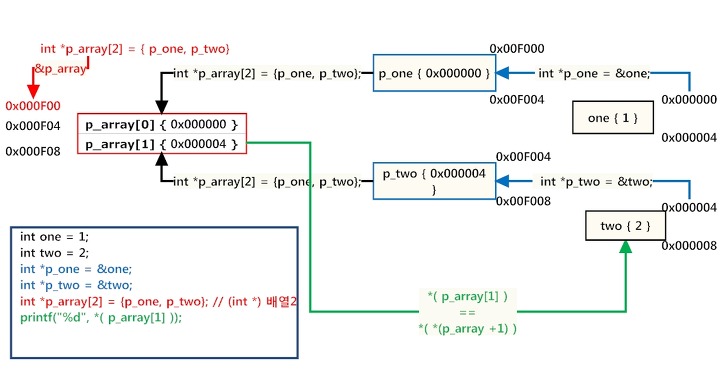 int *p_array[2] = { p_one, p_two}
&p_array
0x000F00
0x000F04
0x000F08
int *p_array[2] = {p_one, p_two};
p_array[0] { 0x000000 }
p_array[1] { 0x000004 }
int *p_array[2] = {p_one, p_two};
0x00F000
p_one { 0x000000 }
0x00F004
int *p_one = &one;
0x000000
one { 1 }
0x000004
0x00F004
p_two { 0x000004
}
0x00F008
int *p_two = &two;
0x000004
two { 2 }
0x000008
int one = 1;
int two = 2;
int *p_one = &one;
int *p_two = &two;
int *p_array[2] = {p_one, p_two}; // (int *) 배열2
printf("%d", *( p_array[1] ));
*( p_array[1] )
==
*( *(p_array +1) )